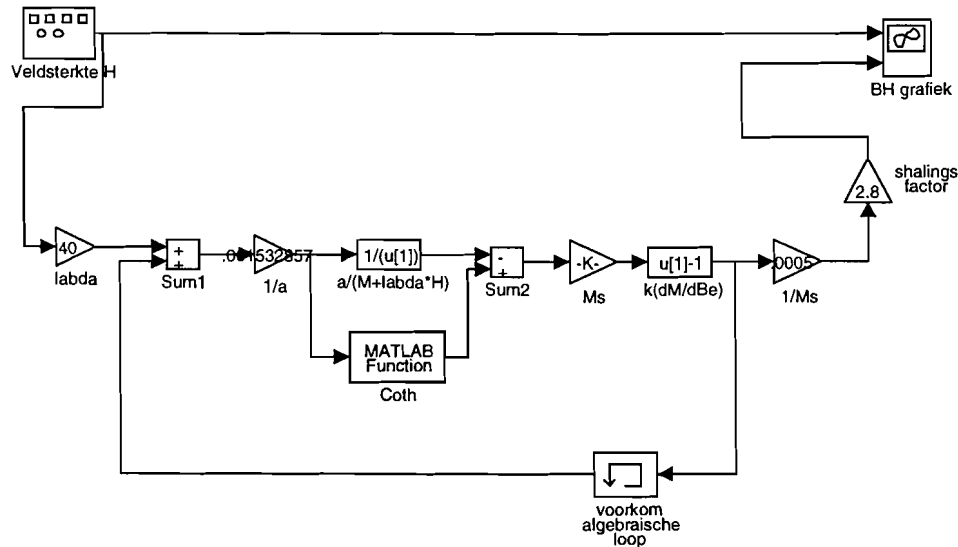 Veldsterkte H
BH grafiek
shalings
factor
2.8
40
labda
+
+
Sum1
1/a
1/(u[1])
a/(M+labda*H)
-
+
Sum2
-K-
Ms
u[1]-1
k(dM/dBe)
.0005
1/Ms
MATLAB
Function
Coth
voorkom
algebraische
loop